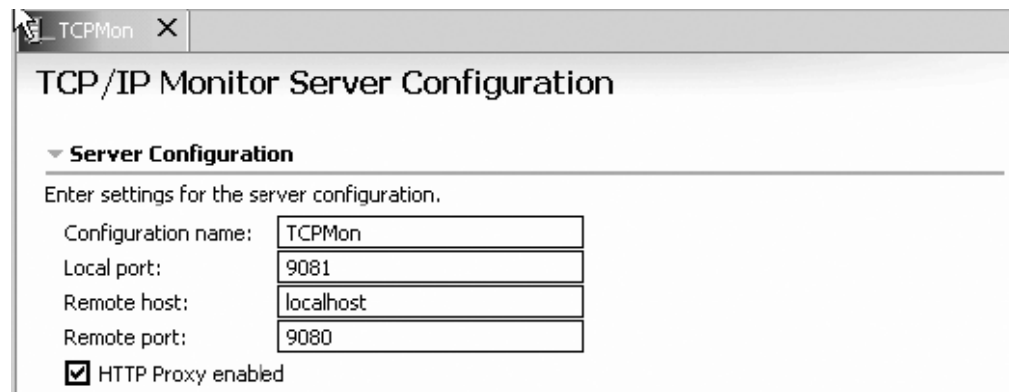 TCPMon
TCP/IP Monitor Server Configuration
Server Configuration
Enter settings for the server configuration.
Configuration name: TCPMon
Local port: 9081
Remote host: localhost
Remote port: 9080
HTTP Proxy enabled